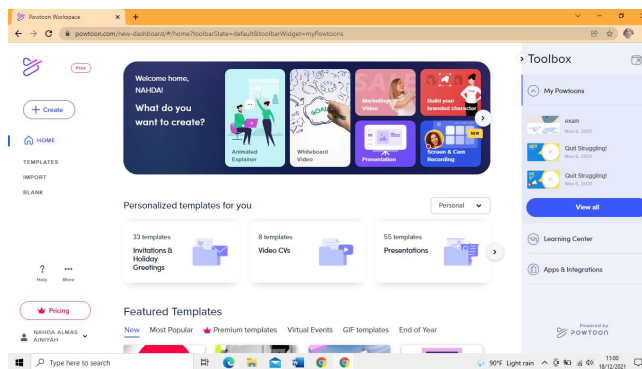 Powtoon Workspace
powtoon.com/new-dashboard/#/home?toolbarState=default&toolbarWidget=myPowtoons
Free
+ Create
HOME
TEMPLATES
IMPORT
BLANK
? ...
Help More
Pricing
NAHDA ALMAS
AINIYAH
Welcome home,
NAHDA!
What do you
want to create?
Animated
Explainer
Whiteboard
Video
GOAL
SALE
Marketing
Video
Build your
branded character
Presentation
NEW
Screen & Cam
Recording
Personalized templates for you
Personal
33 templates
Invitations &
Holiday
Greetings
8 templates
Video CVs
55 templates
Presentations
Featured Templates
New Most Popular Premium templates Virtual Events GIF templates End of Year
Toolbox
My Powtoons
exam
Nov 6, 2021
Quit Struggling!
Nov 6, 2021
Quit Struggling!
Nov 6, 2021
View all
Learning Center
Apps & Integrations
Powered by
POWTOON
Type here to search
90°F Light rain
11:00
18/12/2021